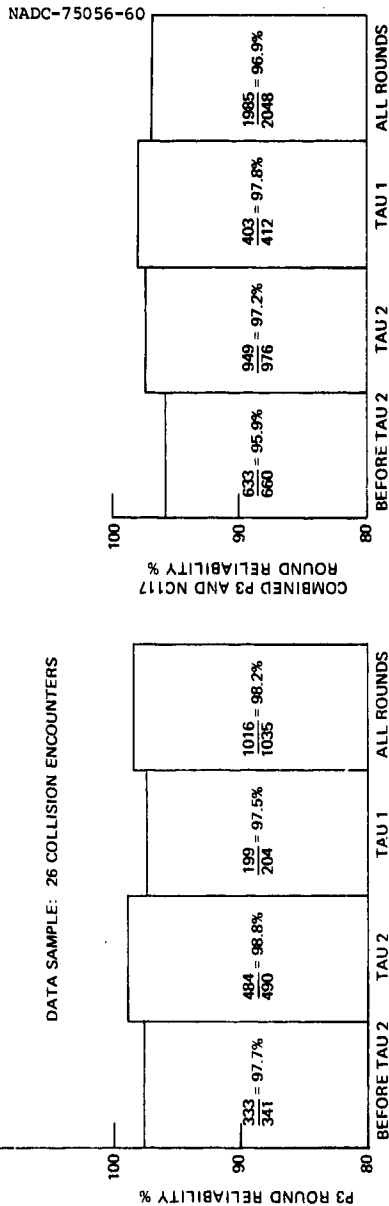 NADC-75056-60
DATA SAMPLE: 26 COLLISION ENCOUNTERS
P3 ROUND RELIABILITY %
100
90
80
333/341 = 97.7%
484/490 = 98.8%
199/204 = 97.5%
1016/1035 = 98.2%
BEFORE TAU 2 TAU 2 TAU 1 ALL ROUNDS
COMBINED P3 AND NC117
ROUND RELIABILITY %
100
90
80
633/660 = 95.9%
949/976 = 97.2%
403/412 = 97.8%
1985/2048 = 96.9%
BEFORE TAU 2 TAU 2 TAU 1 ALL ROUNDS